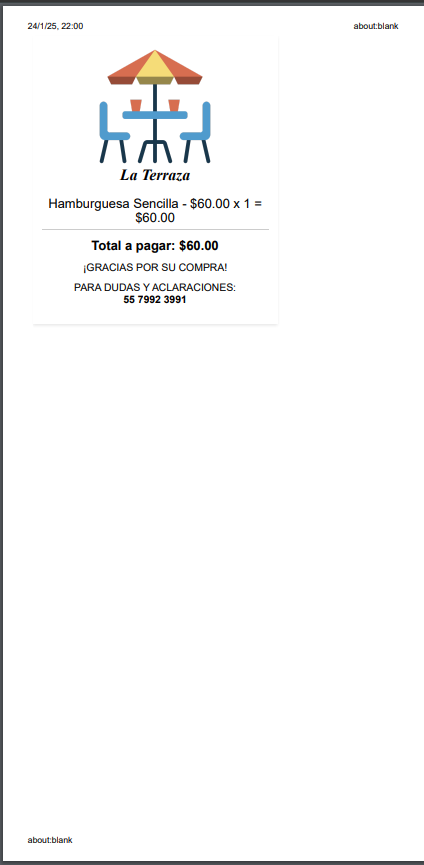 24/1/25, 22:00 about:blank
La Terraza
Hamburguesa Sencilla - $60.00 x 1 =
$60.00
Total a pagar: $60.00
¡GRACIAS POR SU COMPRA!
PARA DUDAS Y ACLARACIONES:
55 7992 3991
about:blank